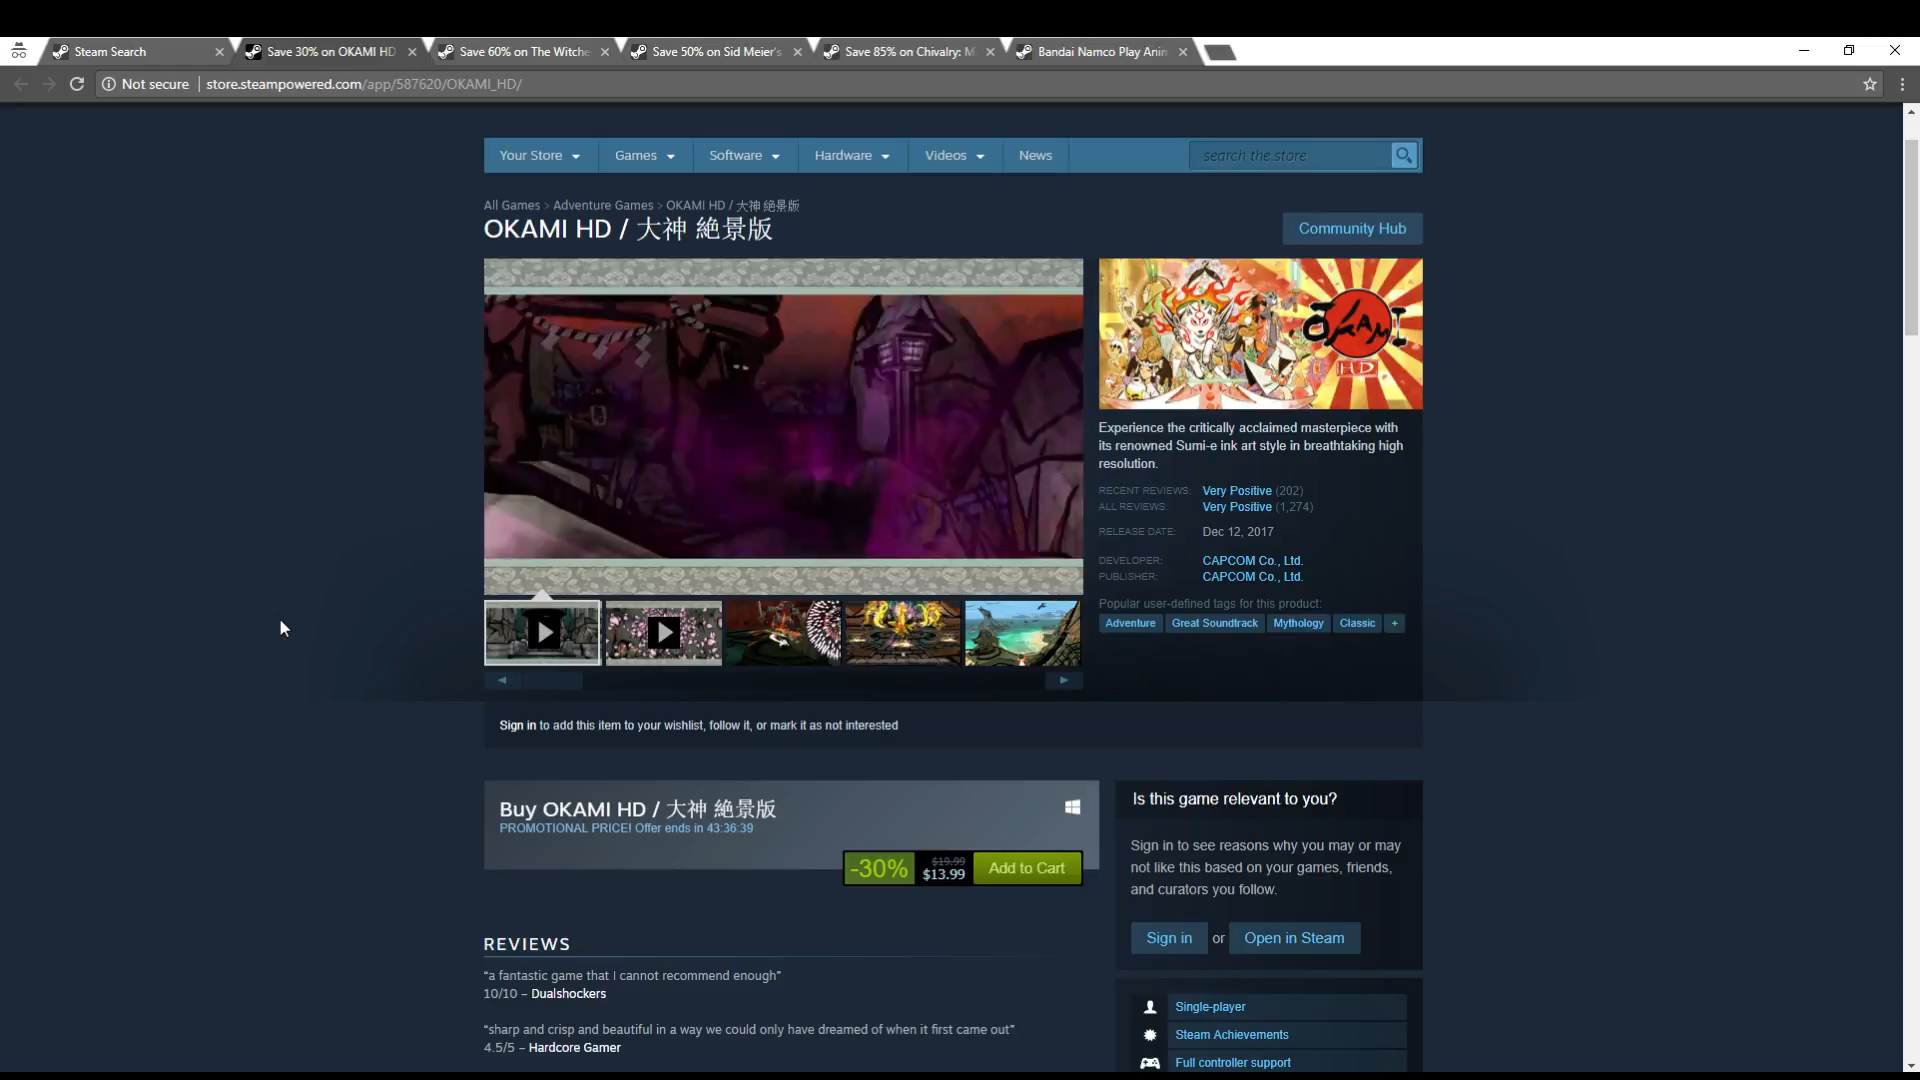 Steam Search
Save 30% on OKAMI HD
Save 60% on The Witche
Save 50% on Sid Meier's
Save 85% on Chivalry: M
Bandai Namco Play Anim
Not secure
store.steampowered.com/app/587620/OKAMI_HD/
Your Store
Games
Software
Hardware
Videos
News
search the store
All Games > Adventure Games > OKAMI HD / 大神 絶景版
OKAMI HD / 大神 絶景版
Community Hub
OKAMI
HD
Experience the critically acclaimed masterpiece with
its renowned Sumi-e ink art style in breathtaking high
resolution.
RECENT REVIEWS: Very Positive (202)
ALL REVIEWS: Very Positive (1,274)
RELEASE DATE: Dec 12, 2017
DEVELOPER: CAPCOM Co., Ltd.
PUBLISHER: CAPCOM Co., Ltd.
Popular user-defined tags for this product:
Adventure
Great Soundtrack
Mythology
Classic
+
Sign in to add this item to your wishlist, follow it, or mark it as not interested
Buy OKAMI HD / 大神 絶景版
PROMOTIONAL PRICE! Offer ends in 43:36:39
-30%
$19.99
$13.99
Add to Cart
Is this game relevant to you?
Sign in to see reasons why you may or may
not like this based on your games, friends,
and curators you follow.
Sign in or Open in Steam
REVIEWS
“a fantastic game that I cannot recommend enough”
10/10 – Dualshockers
“sharp and crisp and beautiful in a way we could only have dreamed of when it first came out”
4.5/5 – Hardcore Gamer
Single-player
Steam Achievements
Full controller support